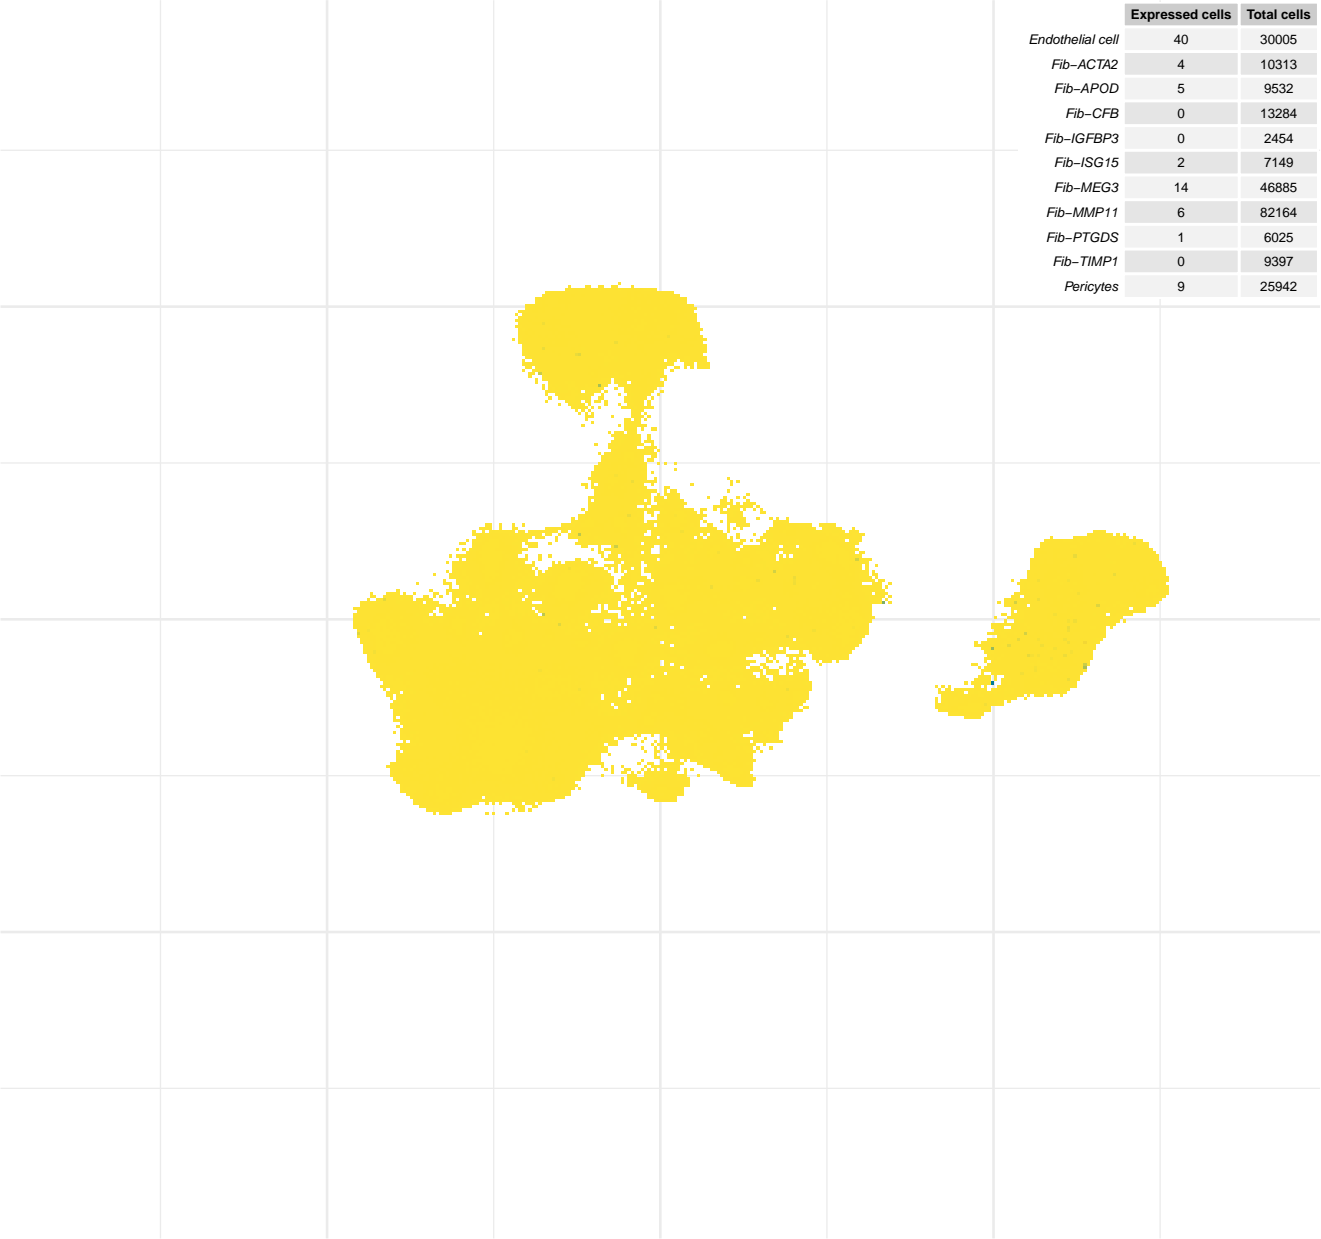 Expressed cells Total cells
Endothelial cell 40 30005
Fib−ACTA2 4 10313
Fib−APOD 5 9532
Fib−CFB 0 13284
Fib−IGFBP3 0 2454
Fib−ISG15 2 7149
Fib−MEG3 14 46885
Fib−MMP11 6 82164
Fib−PTGDS 1 6025
Fib−TIMP1 0 9397
Pericytes 9 25942